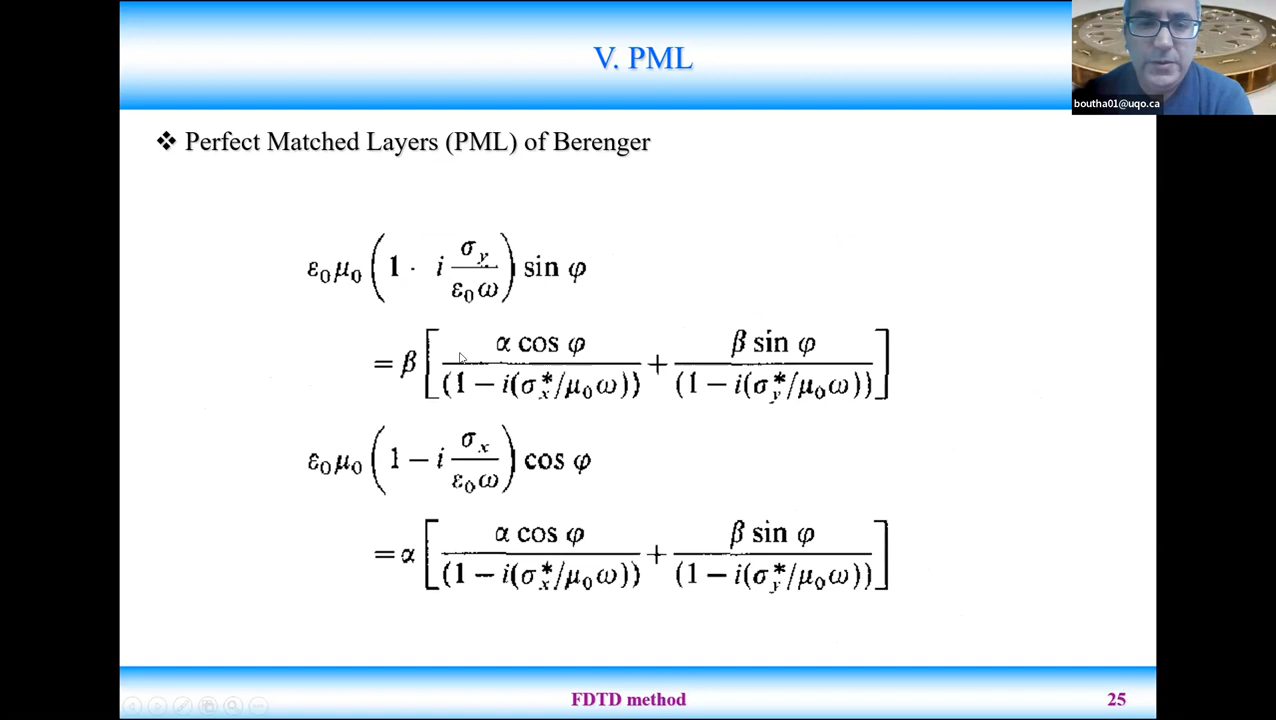 V. PML
boutha01@uqo.ca
❖ Perfect Matched Layers (PML) of Berenger
ε₀μ₀ (1 · i σ_y / ε₀ω) sin φ
= β [ α cos φ / (1 − i(σ*_x/μ₀ω)) + β sin φ / (1 − i(σ*_y/μ₀ω)) ]
ε₀μ₀ (1 − i σ_x / ε₀ω) cos φ
= α [ α cos φ / (1 − i(σ*_x/μ₀ω)) + β sin φ / (1 − i(σ*_y/μ₀ω)) ]
FDTD method
25